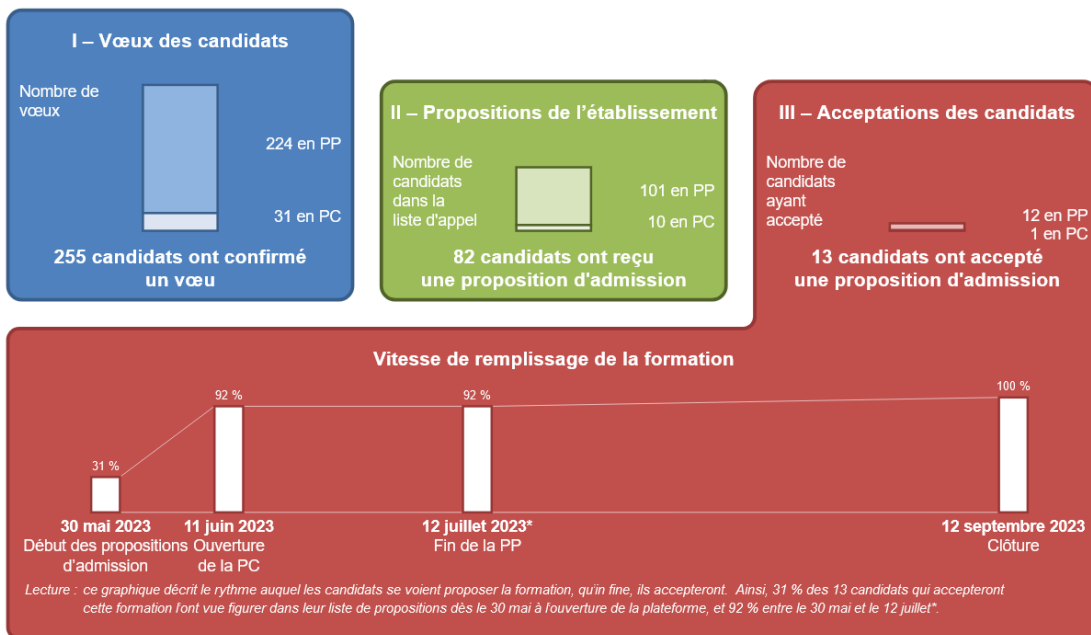 I – Vœux des candidats
Nombre de
vœux
224 en PP
31 en PC
255 candidats ont confirmé
un vœu
II – Propositions de l'établissement
Nombre de
candidats
dans la
liste d'appel
101 en PP
10 en PC
82 candidats ont reçu
une proposition d'admission
III – Acceptations des candidats
Nombre de
candidats
ayant
accepté
12 en PP
1 en PC
13 candidats ont accepté
une proposition d'admission
Vitesse de remplissage de la formation
31 %
92 %
92 %
100 %
30 mai 2023
Début des propositions
d'admission
11 juin 2023
Ouverture
de la PC
12 juillet 2023*
Fin de la PP
12 septembre 2023
Clôture
Lecture : ce graphique décrit le rythme auquel les candidats se voient proposer la formation, qu'in fine, ils accepteront. Ainsi, 31 % des 13 candidats qui accepteront
cette formation l'ont vue figurer dans leur liste de propositions dès le 30 mai à l'ouverture de la plateforme, et 92 % entre le 30 mai et le 12 juillet*.